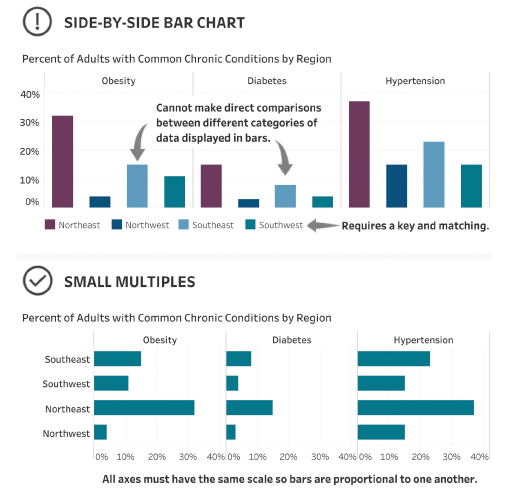 SIDE-BY-SIDE BAR CHART
Percent of Adults with Common Chronic Conditions by Region
Obesity Diabetes Hypertension
40%
30%
20%
10%
0%
Cannot make direct comparisons
between different categories of
data displayed in bars.
Northeast Northwest Southeast Southwest Requires a key and matching.
SMALL MULTIPLES
Percent of Adults with Common Chronic Conditions by Region
Obesity Diabetes Hypertension
Southeast
Southwest
Northeast
Northwest
0% 10% 20% 30% 40% 0% 10% 20% 30% 40% 0% 10% 20% 30% 40%
All axes must have the same scale so bars are proportional to one another.